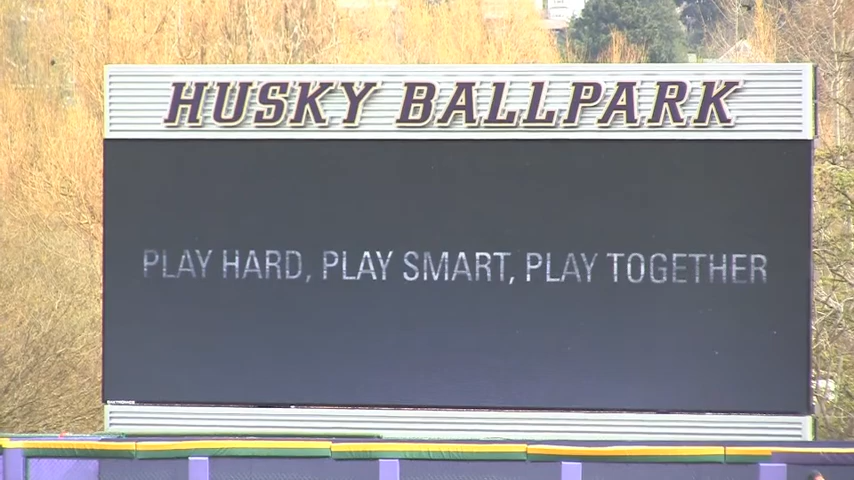 HUSKY BALLPARK
PLAY HARD, PLAY SMART, PLAY TOGETHER